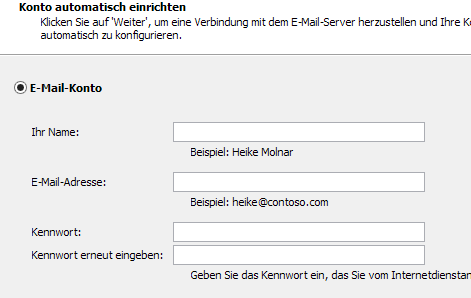 Konto automatisch einrichten
Klicken Sie auf 'Weiter', um eine Verbindung mit dem E-Mail-Server herzustellen und Ihre Ko
automatisch zu konfigurieren.
E-Mail-Konto
Ihr Name:
Beispiel: Heike Molnar
E-Mail-Adresse:
Beispiel: heike@contoso.com
Kennwort:
Kennwort erneut eingeben:
Geben Sie das Kennwort ein, das Sie vom Internetdienstan